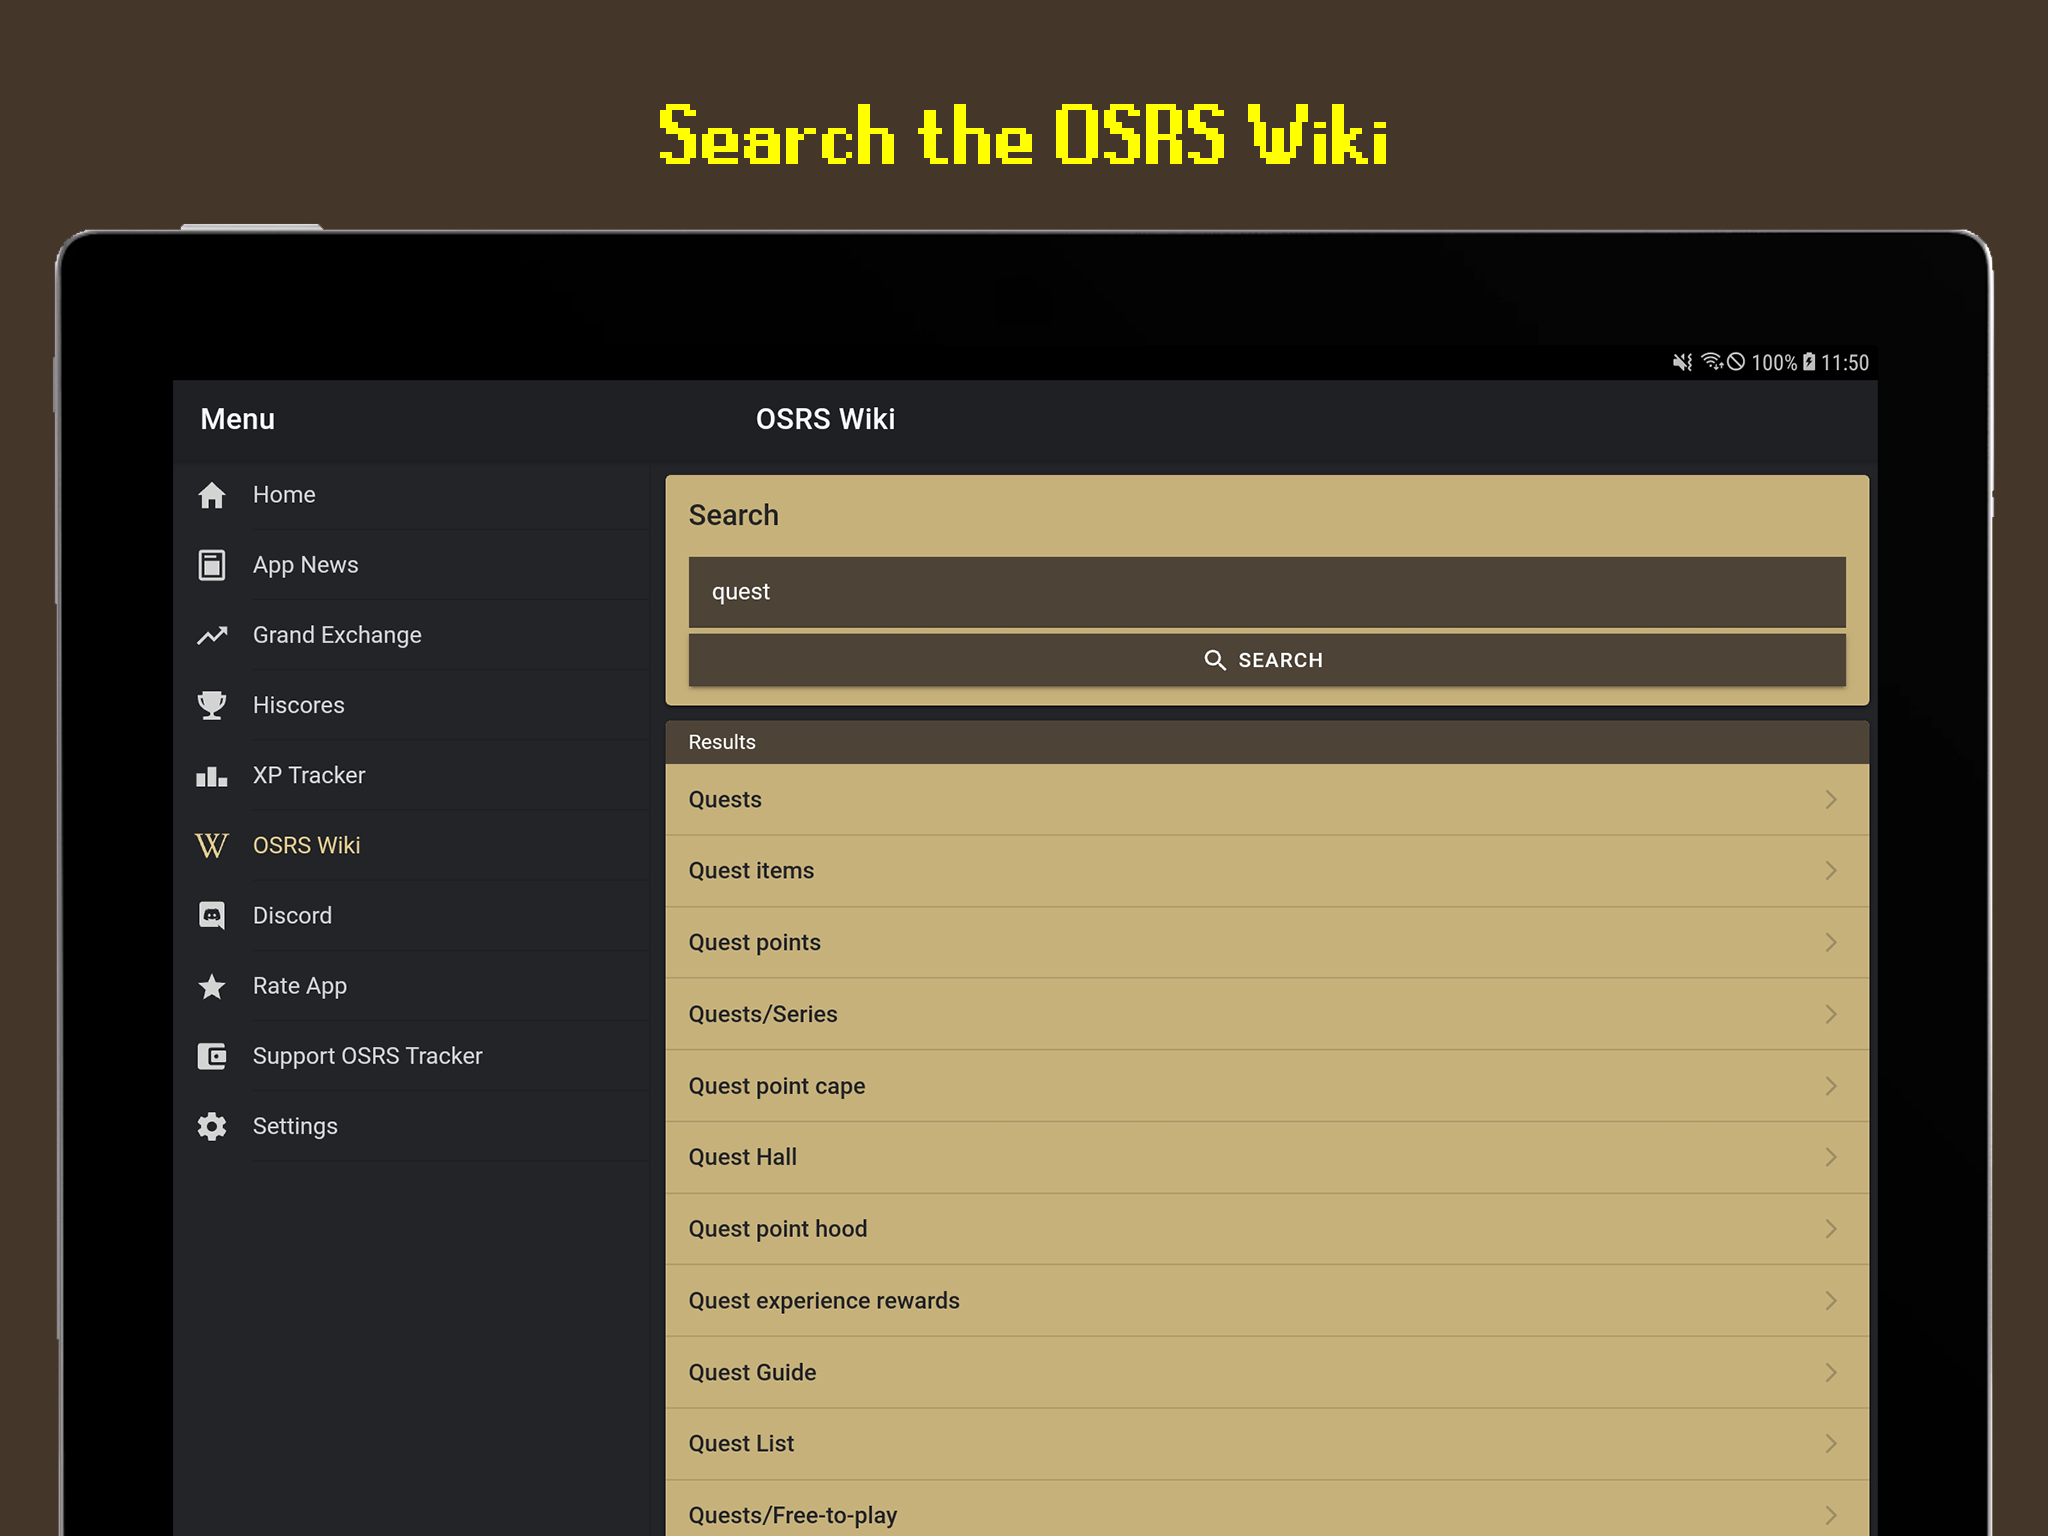 Search the OSRS Wiki
100% 11:50
Menu
OSRS Wiki
Home
App News
Grand Exchange
Hiscores
XP Tracker
W OSRS Wiki
Discord
Rate App
Support OSRS Tracker
Settings
Search
quest
SEARCH
Results
Quests
Quest items
Quest points
Quests/Series
Quest point cape
Quest Hall
Quest point hood
Quest experience rewards
Quest Guide
Quest List
Quests/Free-to-play